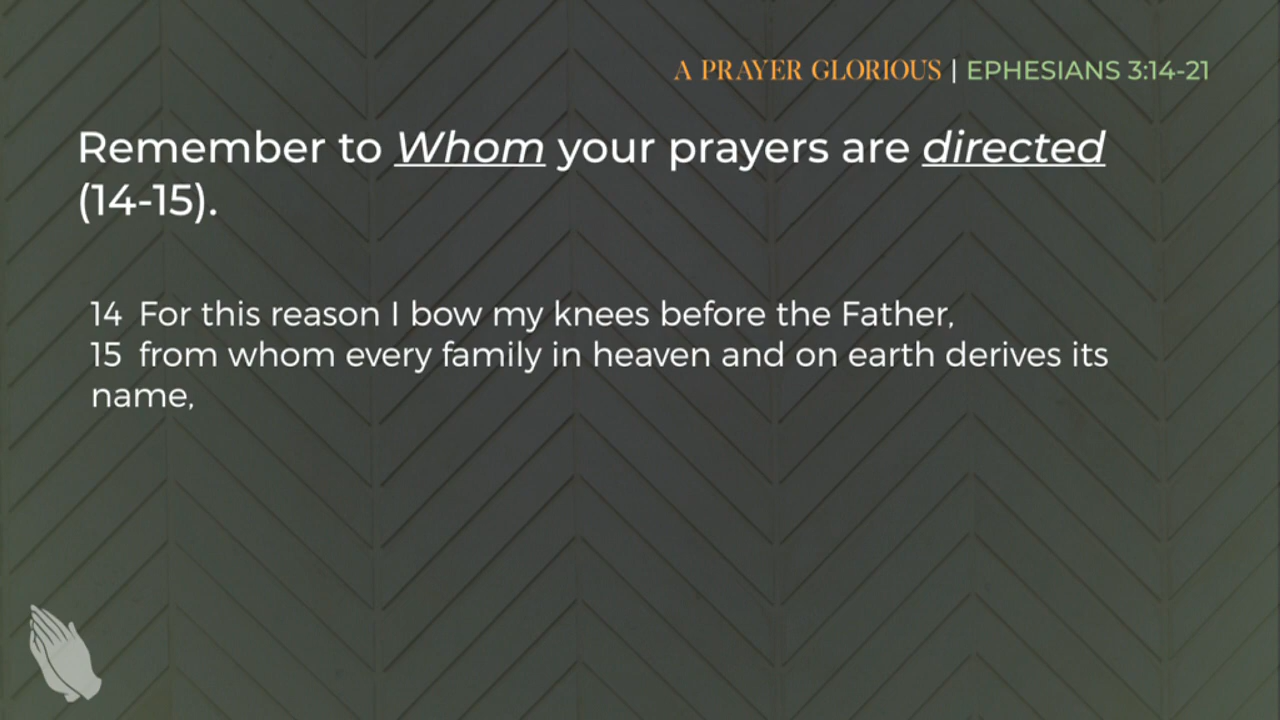 A PRAYER GLORIOUS | EPHESIANS 3:14-21
Remember to Whom your prayers are directed
(14-15).
14 For this reason I bow my knees before the Father,
15 from whom every family in heaven and on earth derives its
name,